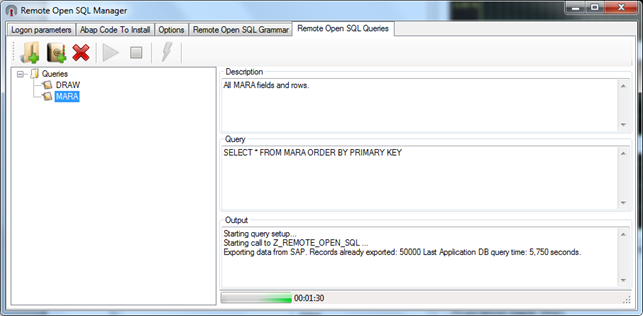 Remote Open SQL Manager
Logon parameters Abap Code To Install Options Remote Open SQL Grammar Remote Open SQL Queries
Queries
DRAW
MARA
Description
All MARA fields and rows.
Query
SELECT * FROM MARA ORDER BY PRIMARY KEY
Output
Starting query setup...
Starting call to Z_REMOTE_OPEN_SQL ...
Exporting data from SAP. Records already exported: 50000 Last Application DB query time: 5,750 seconds.
00:01:30